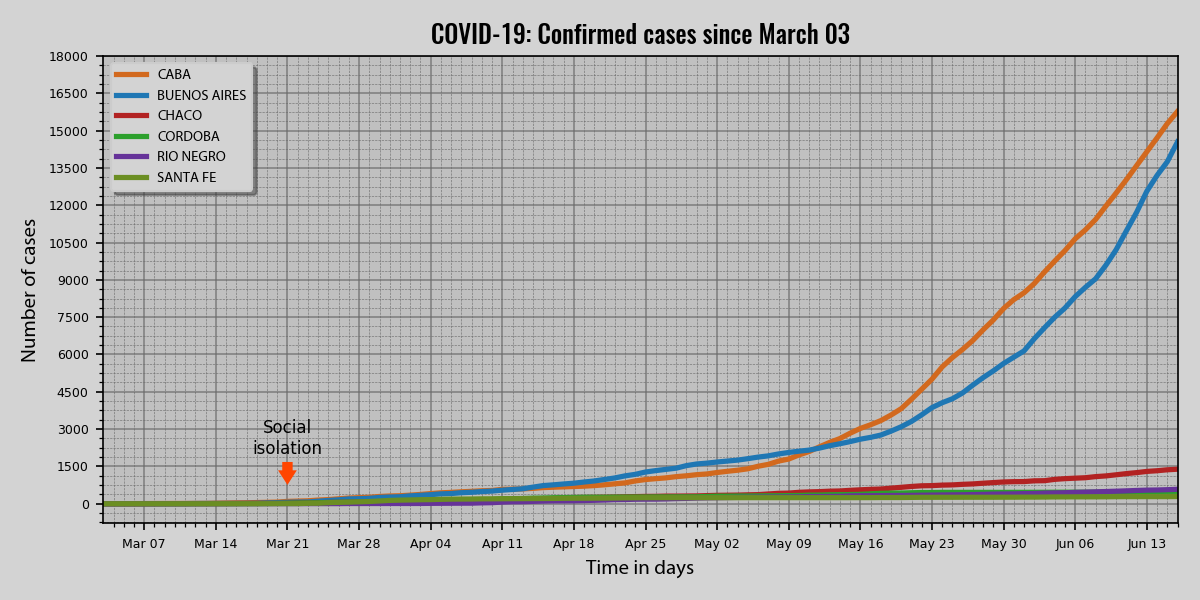 COVID-19: Confirmed cases since March 03
18000
16500
15000
13500
12000
10500
9000
7500
6000
4500
3000
1500
0
Number of cases
CABA
BUENOS AIRES
CHACO
CORDOBA
RIO NEGRO
SANTA FE
Social
isolation
Mar 07 Mar 14 Mar 21 Mar 28 Apr 04 Apr 11 Apr 18 Apr 25 May 02 May 09 May 16 May 23 May 30 Jun 06 Jun 13
Time in days